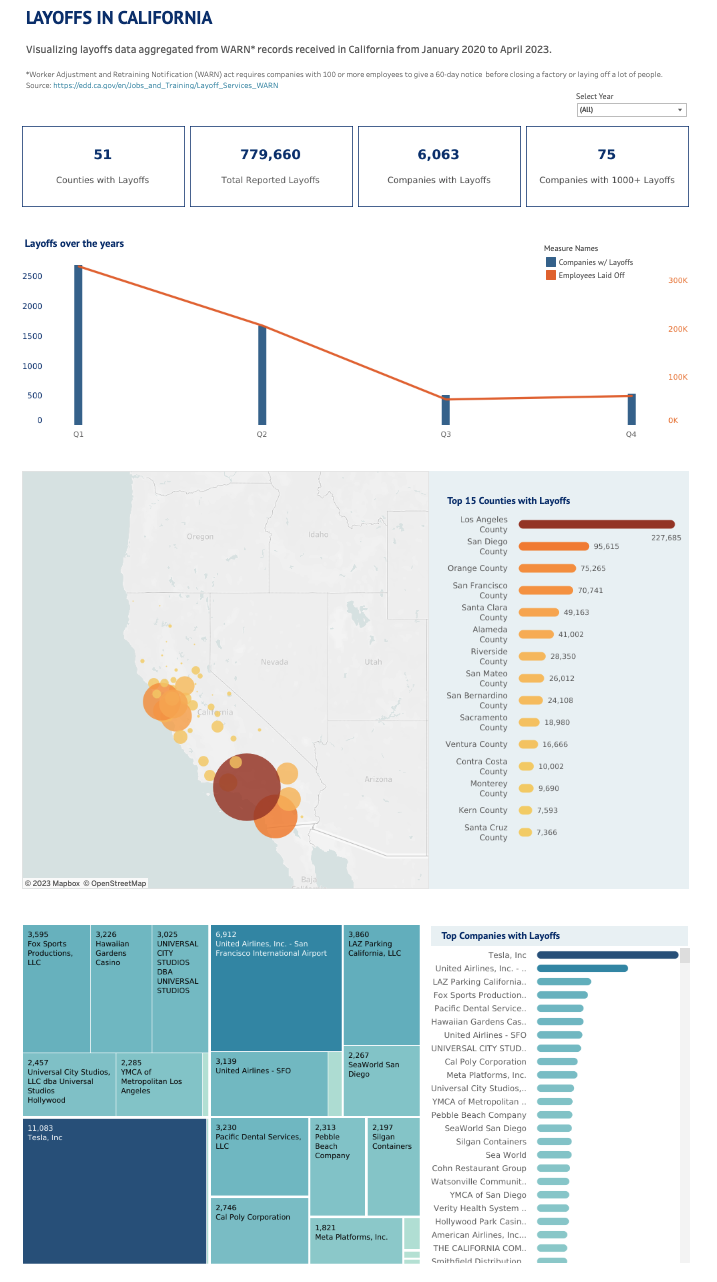 LAYOFFS IN CALIFORNIA
Visualizing layoffs data aggregated from WARN* records received in California from January 2020 to April 2023.
*Worker Adjustment and Retraining Notification (WARN) act requires companies with 100 or more employees to give a 60-day notice before closing a factory or laying off a lot of people.
Source: https://edd.ca.gov/en/Jobs_and_Training/Layoff_Services_WARN
Select Year
(All)
51
Counties with Layoffs
779,660
Total Reported Layoffs
6,063
Companies with Layoffs
75
Companies with 1000+ Layoffs
Layoffs over the years
Measure Names
Companies w/ Layoffs
Employees Laid Off
2500
2000
1500
1000
500
0
300K
200K
100K
0K
Q1
Q2
Q3
Q4
Oregon
Idaho
Nevada
Utah
California
Arizona
Baja
© 2023 Mapbox © OpenStreetMap
Top 15 Counties with Layoffs
Los Angeles
County
227,685
San Diego
County
95,615
Orange County
75,265
San Francisco
County
70,741
Santa Clara
County
49,163
Alameda
County
41,002
Riverside
County
28,350
San Mateo
County
26,012
San Bernardino
County
24,108
Sacramento
County
18,980
Ventura County
16,666
Contra Costa
County
10,002
Monterey
County
9,690
Kern County
7,593
Santa Cruz
County
7,366
3,595
Fox Sports
Productions,
LLC
3,226
Hawaiian
Gardens
Casino
3,025
UNIVERSAL
CITY
STUDIOS
DBA
UNIVERSAL
STUDIOS
6,912
United Airlines, Inc. - San
Francisco International Airport
3,860
LAZ Parking
California, LLC
2,457
Universal City Studios,
LLC dba Universal
Studios
Hollywood
2,285
YMCA of
Metropolitan Los
Angeles
3,139
United Airlines - SFO
2,267
SeaWorld San
Diego
11,083
Tesla, Inc
3,230
Pacific Dental Services,
LLC
2,313
Pebble
Beach
Company
2,197
Silgan
Containers
2,746
Cal Poly Corporation
1,821
Meta Platforms, Inc.
Top Companies with Layoffs
Tesla, Inc
United Airlines, Inc. - ..
LAZ Parking California..
Fox Sports Production..
Pacific Dental Service..
Hawaiian Gardens Cas..
United Airlines - SFO
UNIVERSAL CITY STUD..
Cal Poly Corporation
Meta Platforms, Inc.
Universal City Studios,..
YMCA of Metropolitan ..
Pebble Beach Company
SeaWorld San Diego
Silgan Containers
Sea World
Cohn Restaurant Group
Watsonville Communit..
YMCA of San Diego
Verity Health System ..
Hollywood Park Casin..
American Airlines, Inc...
THE CALIFORNIA COM..
Smithfield Distribution..